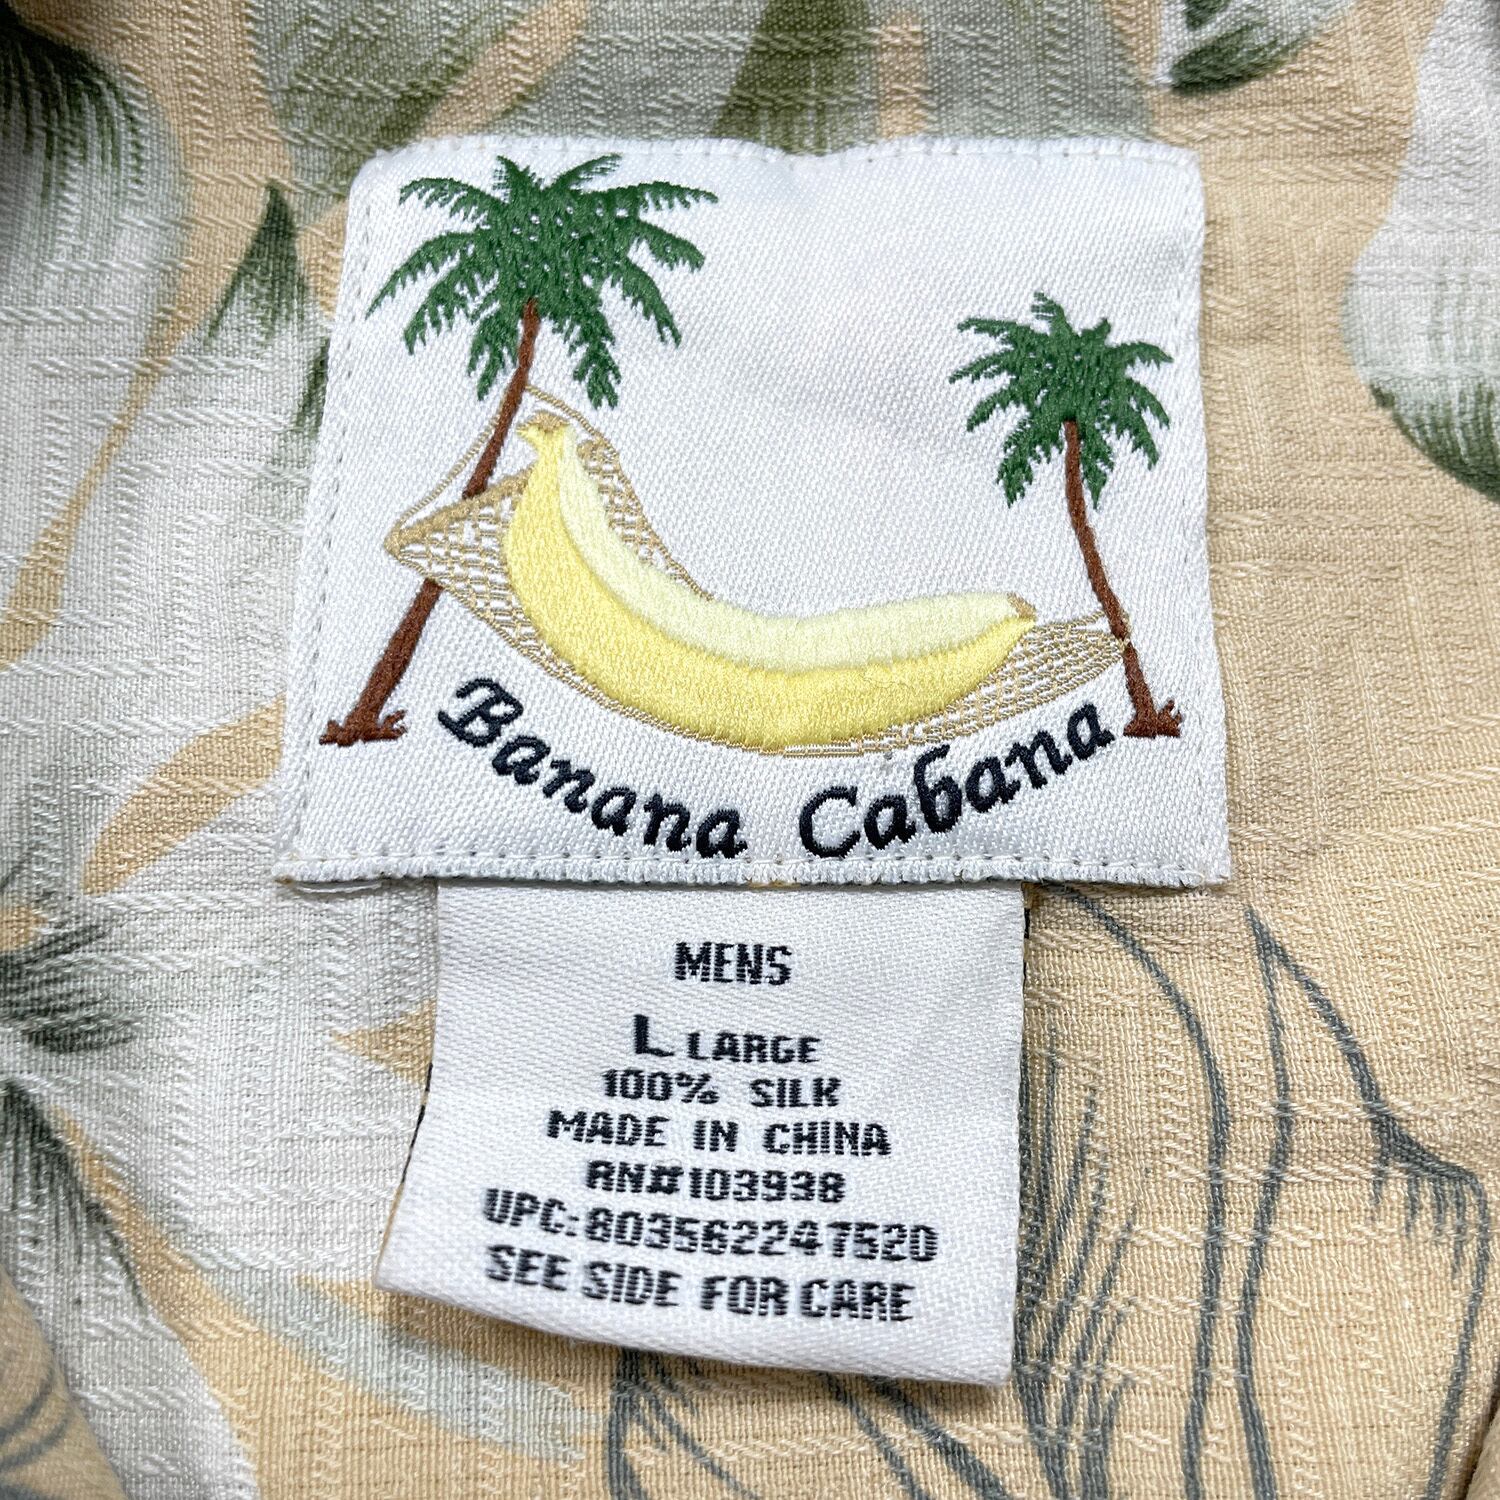 Banana Cabana
MENS
L LARGE
100% SILK
MADE IN CHINA
RN#103938
UPC:803562247520
SEE SIDE FOR CARE